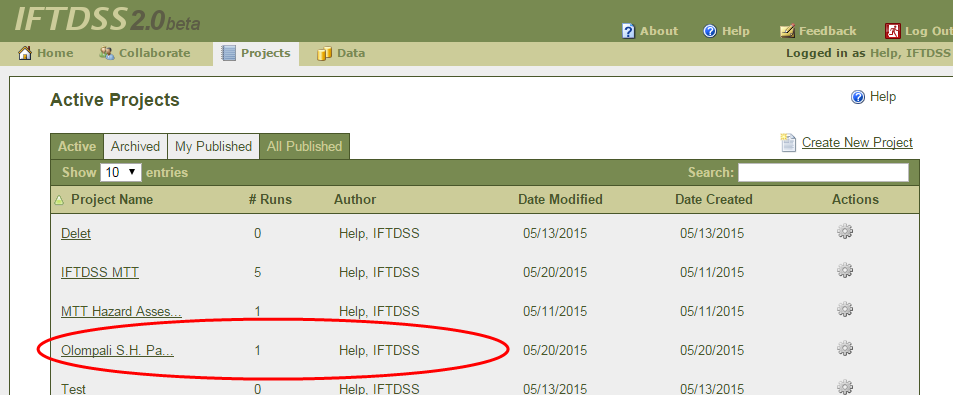 IFTDSS2.0beta
About Help Feedback Log Out
Home Collaborate Projects Data Logged in as Help, IFTDSS
Active Projects Help
Active Archived My Published All Published Create New Project
Show 10 entries Search:
Project Name # Runs Author Date Modified Date Created Actions
Delet 0 Help, IFTDSS 05/13/2015 05/13/2015
IFTDSS MTT 5 Help, IFTDSS 05/20/2015 05/11/2015
MTT Hazard Asses... 1 Help, IFTDSS 05/11/2015 05/11/2015
Olompali S.H. Pa... 1 Help, IFTDSS 05/20/2015 05/20/2015
Test 0 Help, IFTDSS 05/13/2015 05/13/2015